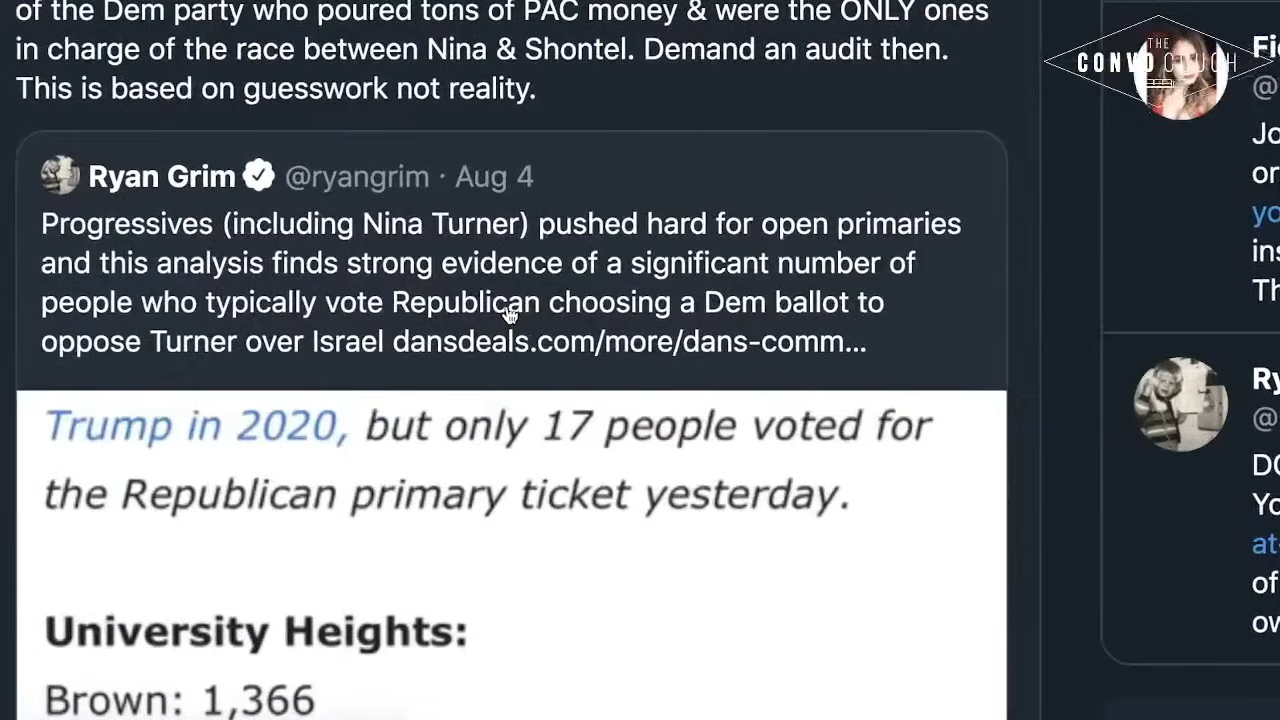 of the Dem party who poured tons of PAC money & were the ONLY ones
in charge of the race between Nina & Shontel. Demand an audit then.
This is based on guesswork not reality.
Ryan Grim @ryangrim · Aug 4
Progressives (including Nina Turner) pushed hard for open primaries
and this analysis finds strong evidence of a significant number of
people who typically vote Republican choosing a Dem ballot to
oppose Turner over Israel dansdeals.com/more/dans-comm...
Trump in 2020, but only 17 people voted for
the Republican primary ticket yesterday.
University Heights:
Brown: 1,366
THE
CONVO COUCH
@
@